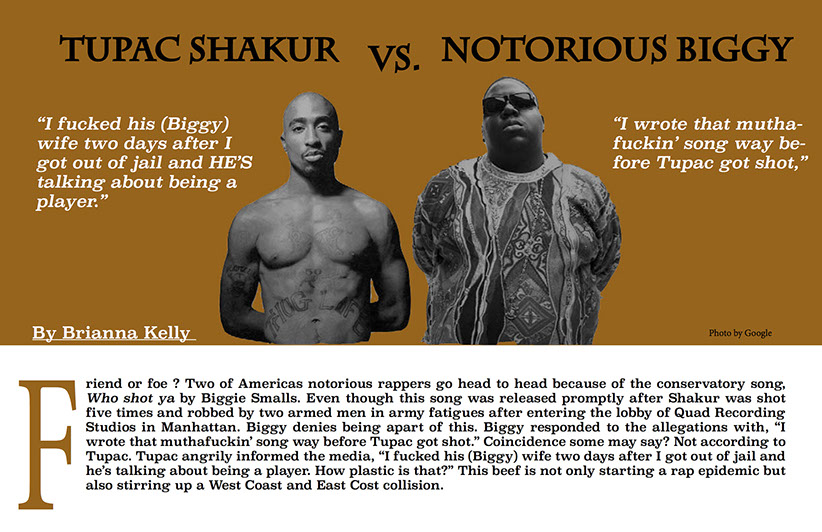 TUPAC SHAKUR VS. NOTORIOUS BIGGY
“I fucked his (Biggy)
wife two days after I
got out of jail and HE’S
talking about being a
player.”
“I wrote that mutha-
fuckin’ song way be-
fore Tupac got shot,”
By Brianna Kelly
Photo by Google
Friend or foe ? Two of Americas notorious rappers go head to head because of the conservatory song,
Who shot ya by Biggie Smalls. Even though this song was released promptly after Shakur was shot
five times and robbed by two armed men in army fatigues after entering the lobby of Quad Recording
Studios in Manhattan. Biggy denies being apart of this. Biggy responded to the allegations with, “I
wrote that muthafuckin’ song way before Tupac got shot.” Coincidence some may say? Not according to
Tupac. Tupac angrily informed the media, “I fucked his (Biggy) wife two days after I got out of jail and
he’s talking about being a player. How plastic is that?” This beef is not only starting a rap epidemic but
also stirring up a West Coast and East Cost collision.